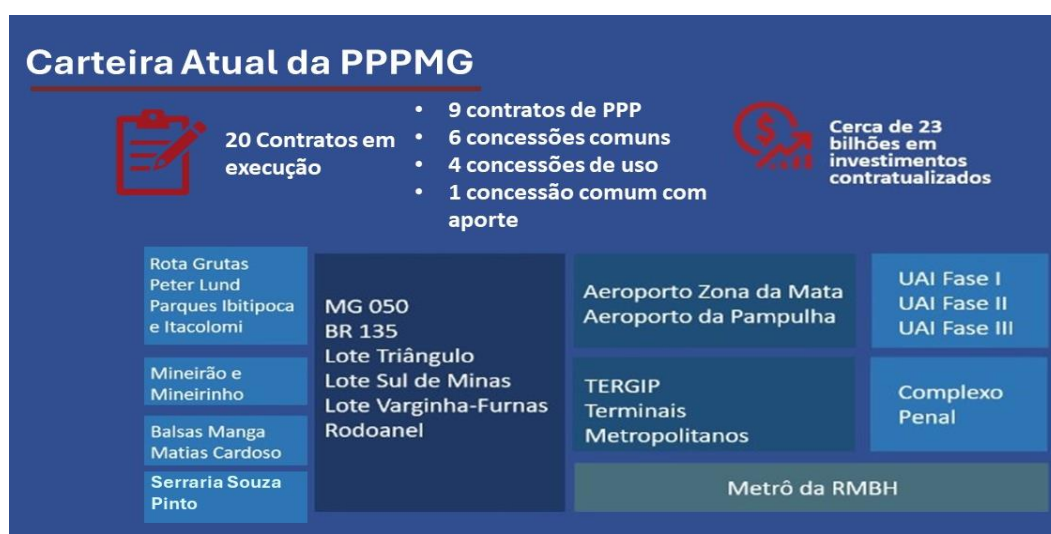 Carteira Atual da PPPMG
20 Contratos em
execução
• 9 contratos de PPP
• 6 concessões comuns
• 4 concessões de uso
• 1 concessão comum com
aporte
Cerca de 23
bilhões em
investimentos
contratualizados
Rota Grutas
Peter Lund
Parques Ibitipoca
e Itacolomi
Mineirão e
Mineirinho
Balsas Manga
Matias Cardoso
Serraria Souza
Pinto
MG 050
BR 135
Lote Triângulo
Lote Sul de Minas
Lote Varginha-Furnas
Rodoanel
Aeroporto Zona da Mata
Aeroporto da Pampulha
TERGIP
Terminais
Metropolitanos
UAI Fase I
UAI Fase II
UAI Fase III
Complexo
Penal
Metrô da RMBH